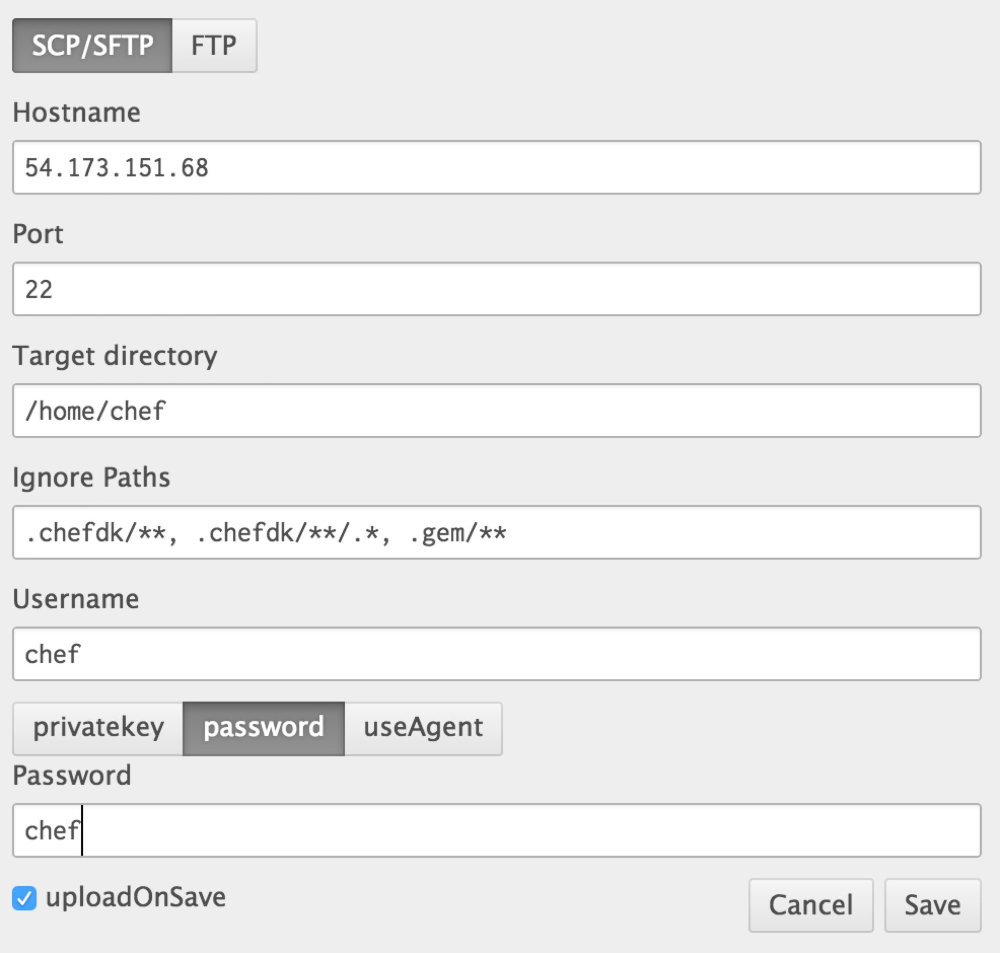 SCP/SFTP FTP
Hostname
54.173.151.68
Port
22
Target directory
/home/chef
Ignore Paths
.chefdk/**, .chefdk/**/.*, .gem/**
Username
chef
privatekey password useAgent
Password
chef
uploadOnSave Cancel Save